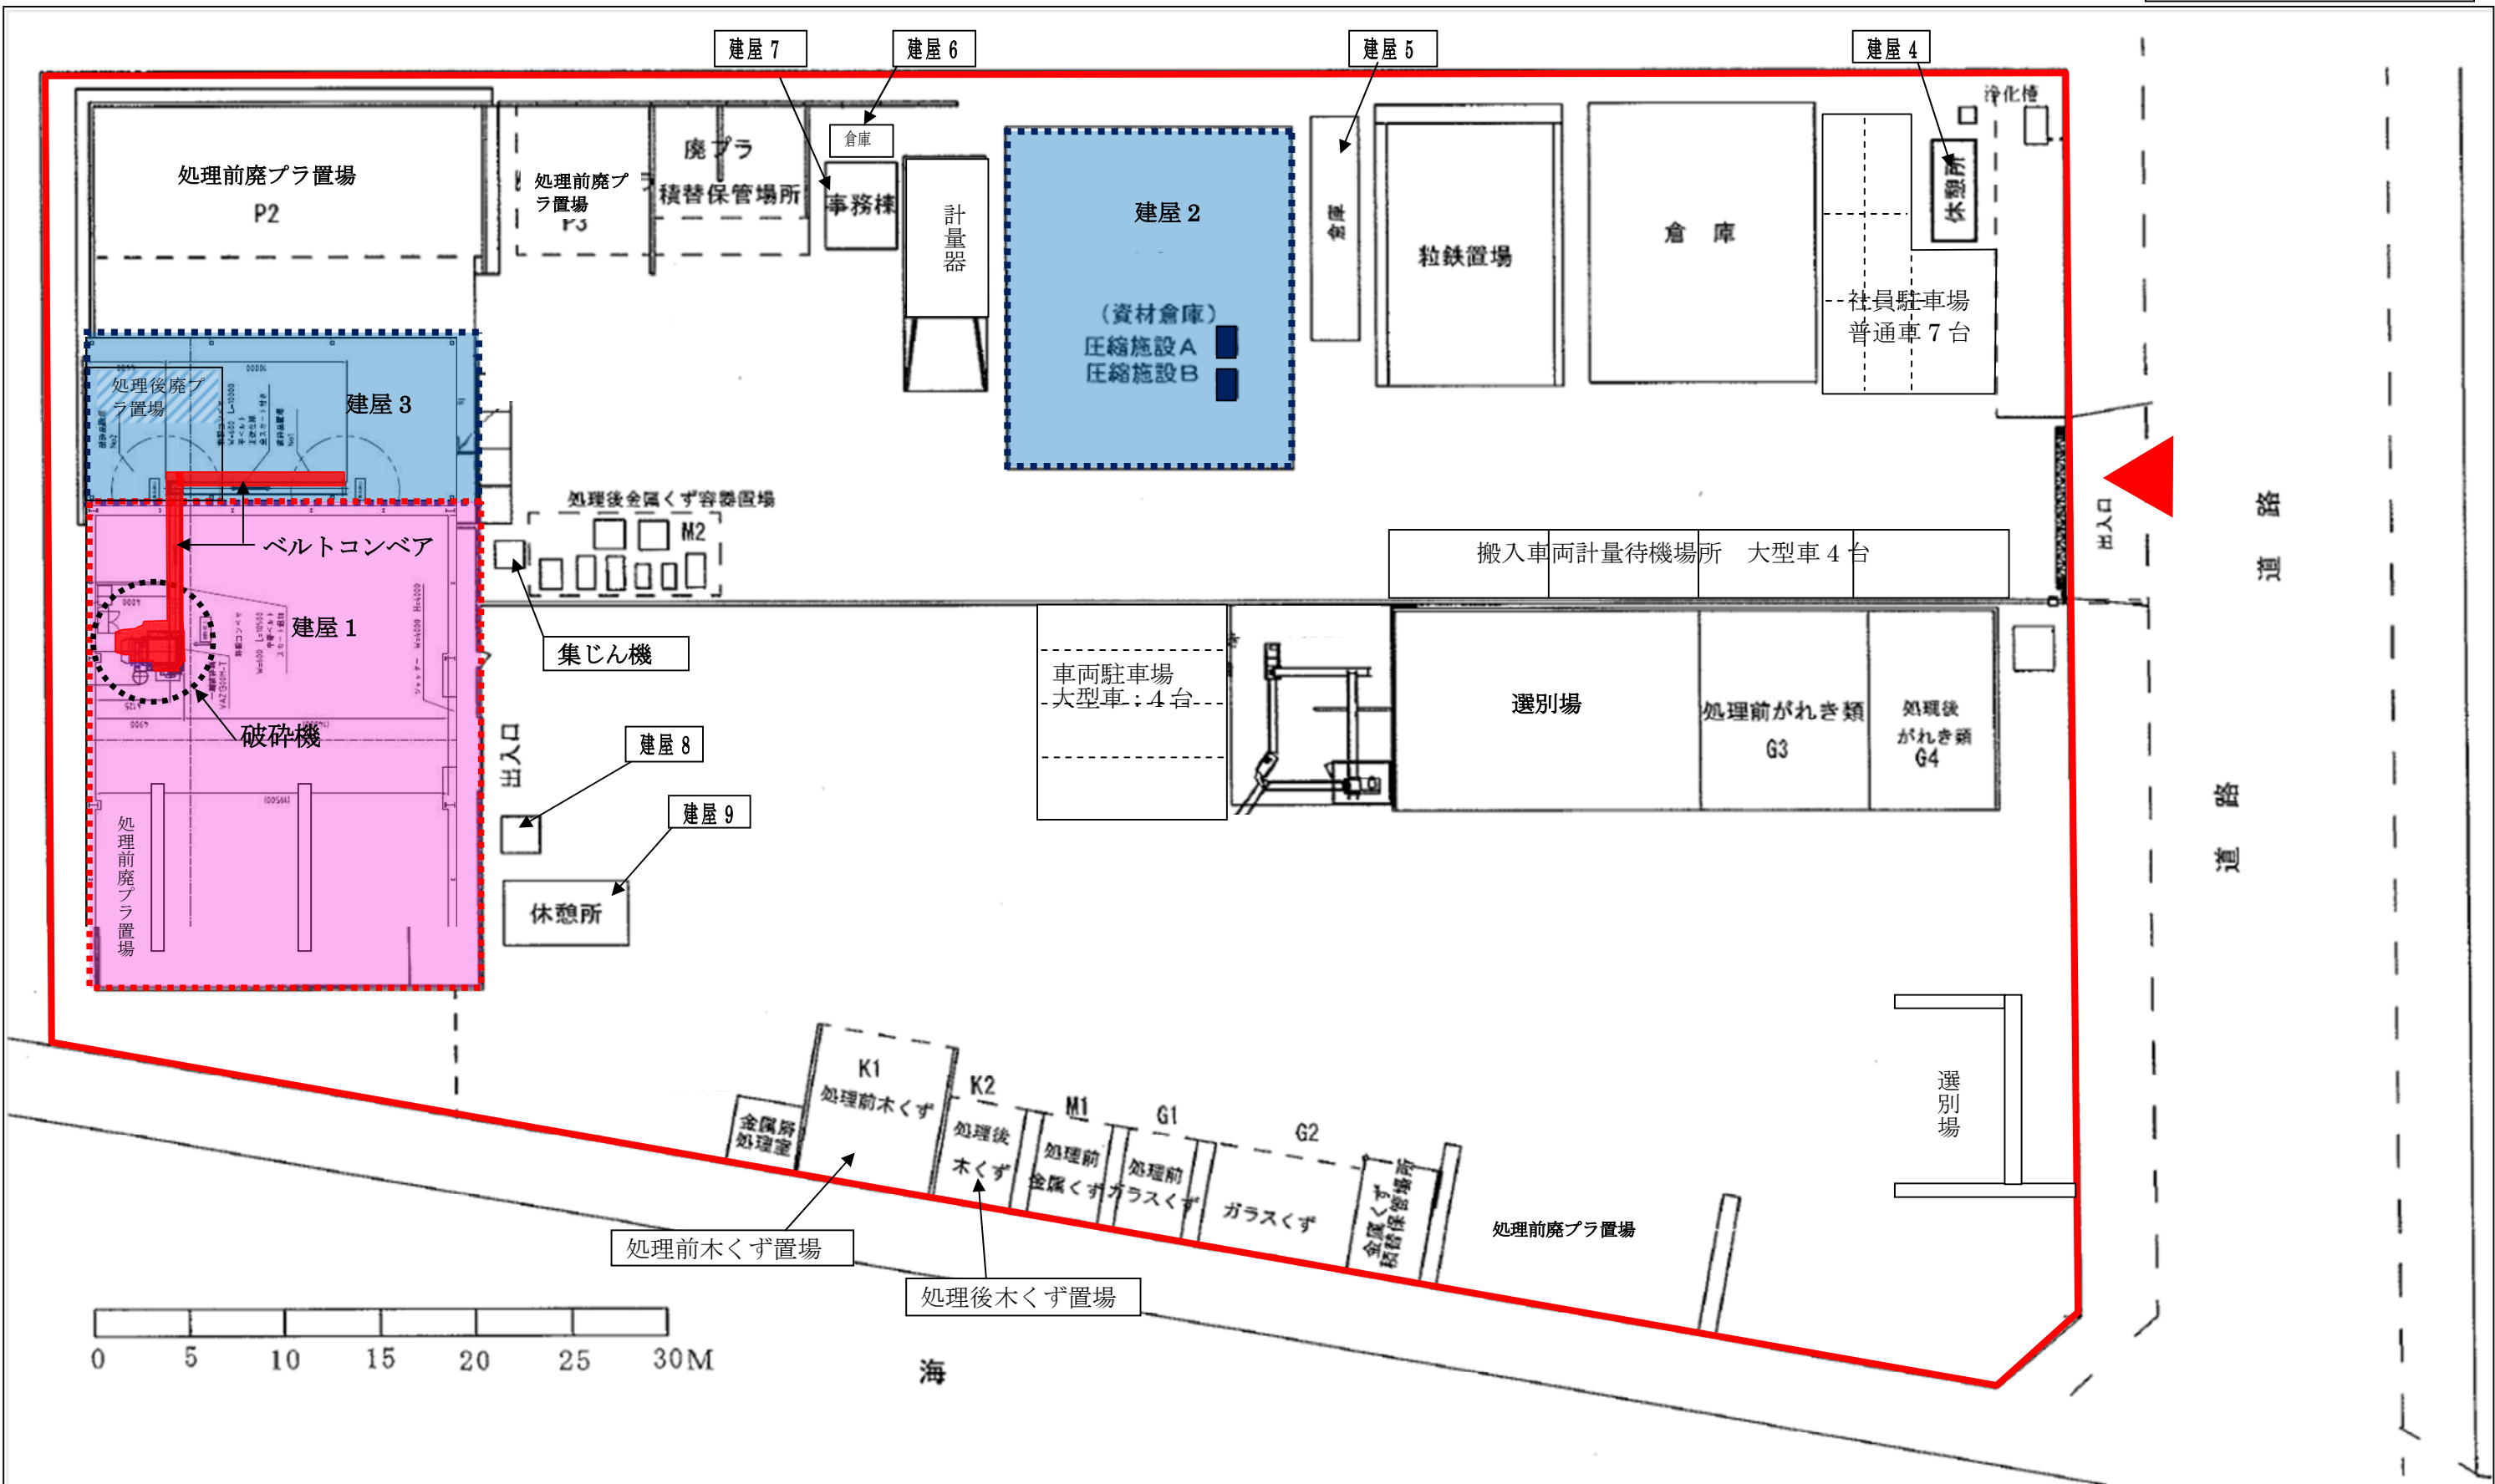 建屋 7
建屋 6
建屋 5
建屋 4
浄化槽
処理前廃プラ置場
P2
処理前廃プ
ラ置場
P3
廃プラ
積替保管場所
倉庫
事務棟
計量器
建屋 2
(資材倉庫)
圧縮施設A
圧縮施設B
倉庫
粒鉄置場
倉 庫
休憩所
社員駐車場
普通車 7 台
処理後廃プ
ラ置場
建屋 3
ベルトコンベア
処理後金属くず容器置場
M2
搬入車両計量待機場所 大型車 4 台
出入口
道 路
建屋 1
集じん機
破砕機
処理前廃プラ置場
出入口
建屋 8
建屋 9
休憩所
車両駐車場
大型車:4 台
選別場
処理前がれき類
G3
処理後
がれき類
G4
道 路
選別場
K1
処理前木くず
K2
処理後
木くず
M1
処理前
金属くず
G1
処理前
ガラスくず
G2
ガラスくず
金属くず
積替保管場所
処理前廃プラ置場
処理前木くず置場
処理後木くず置場
0 5 10 15 20 25 30M
海